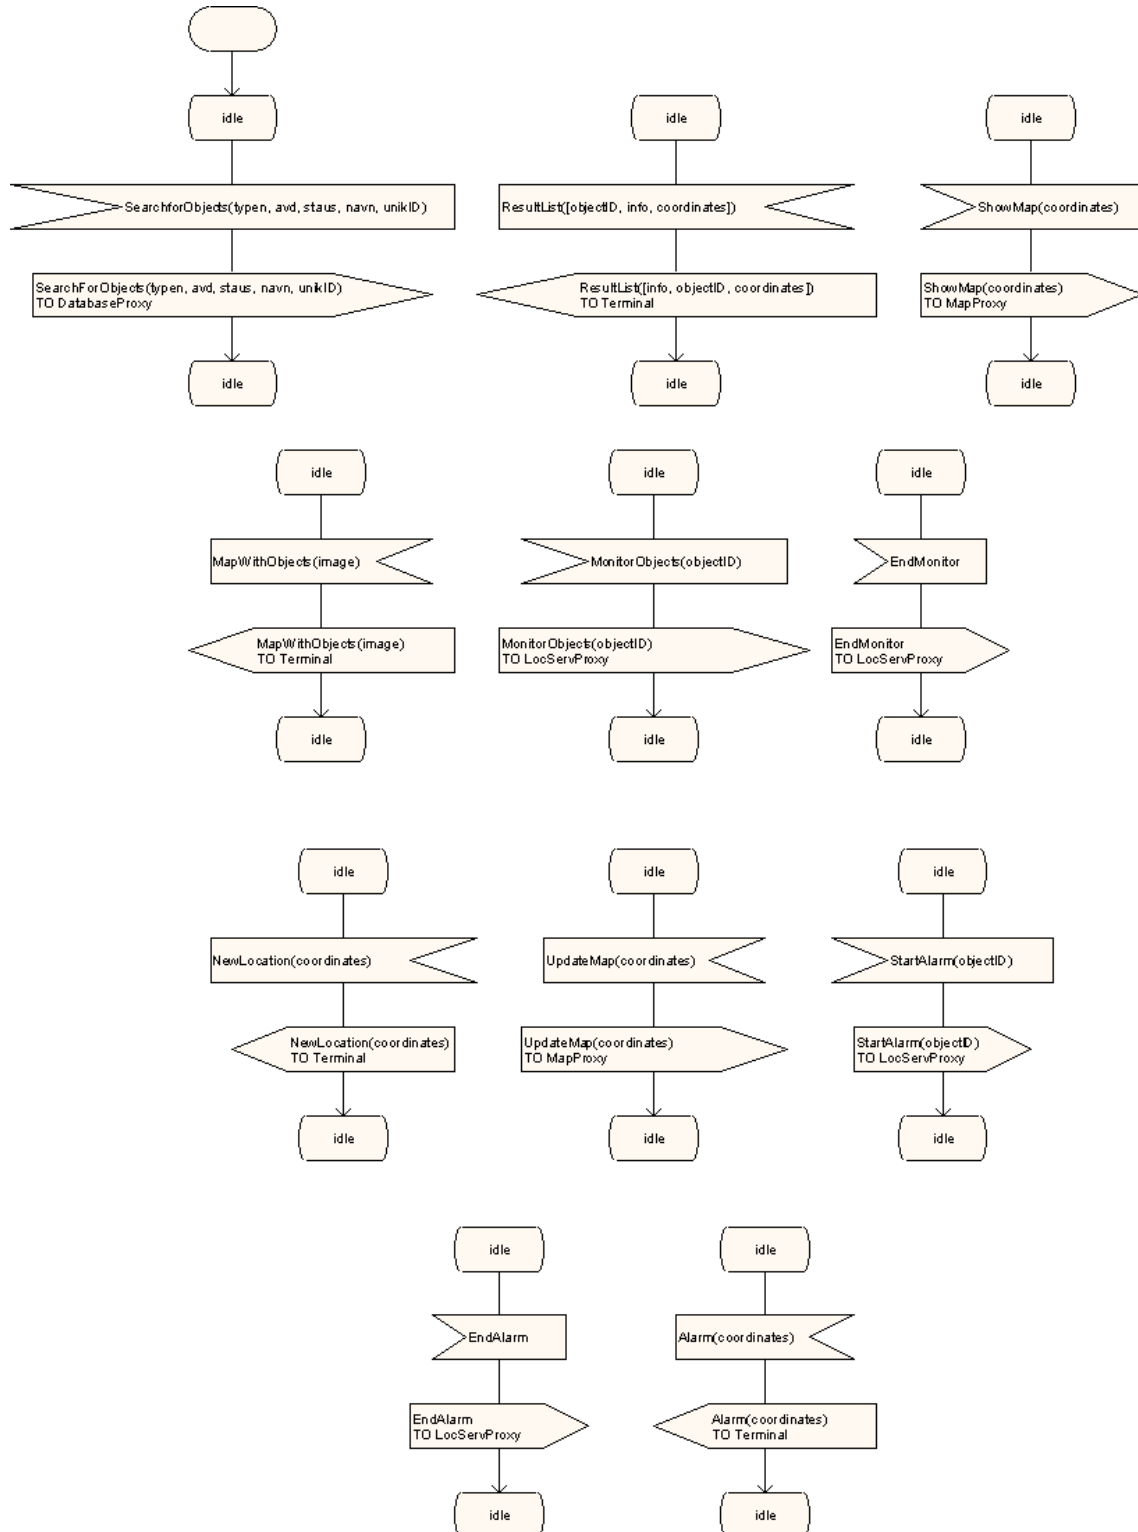 idle
idle
idle
SearchforObjects(typen, avd, staus, navn, unikID)
ResultList([objectID, info, coordinates])
ShowMap(coordinates)
SearchForObjects(typen, avd, staus, navn, unikID)
TO DatabaseProxy
ResultList([info, objectID, coordinates])
TO Terminal
ShowMap(coordinates)
TO MapProxy
idle
idle
idle
idle
idle
idle
MapWithObjects(image)
MonitorObjects(objectID)
EndMonitor
MapWithObjects(image)
TO Terminal
MonitorObjects(objectID)
TO LocServProxy
EndMonitor
TO LocServProxy
idle
idle
idle
idle
idle
idle
NewLocation(coordinates)
UpdateMap(coordinates)
StartAlarm(objectID)
NewLocation(coordinates)
TO Terminal
UpdateMap(coordinates)
TO MapProxy
StartAlarm(objectID)
TO LocServProxy
idle
idle
idle
idle
idle
EndAlarm
Alarm(coordinates)
EndAlarm
TO LocServProxy
Alarm(coordinates)
TO Terminal
idle
idle